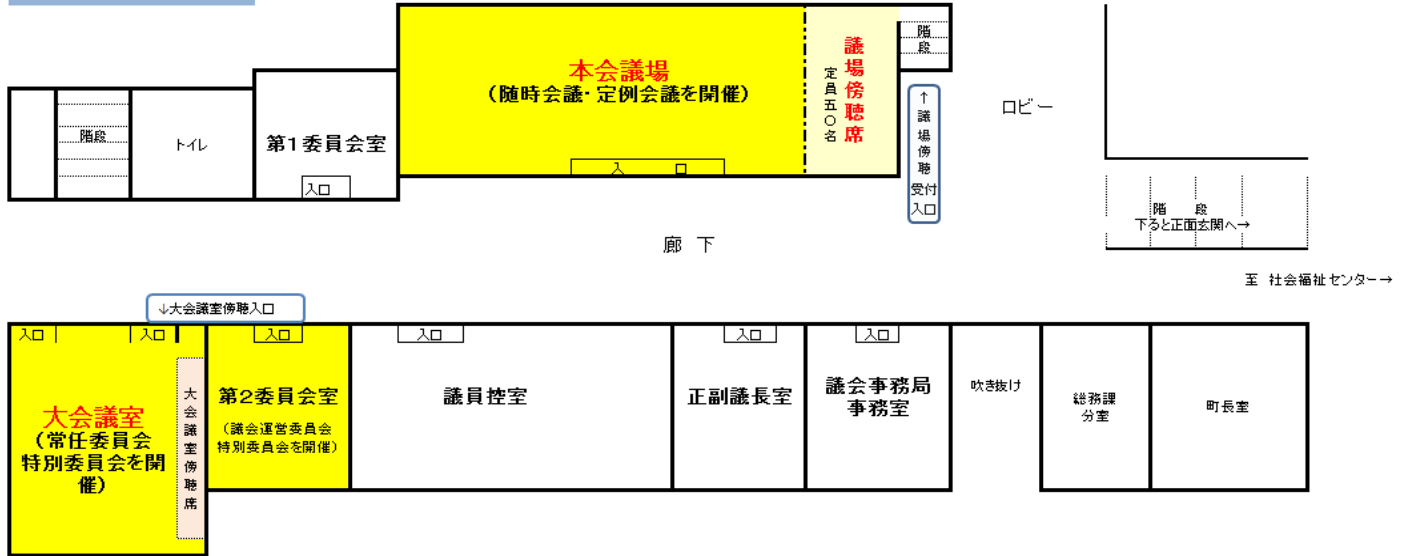 階段
トイレ
第１委員会室
入口
本会議場
（随時会議・定例会議を開催）
入 口
議場傍聴席
定員五〇名
階段
↑議場傍聴
受付
入口
ロビー
階 段
下ると正面玄関へ→
廊 下
至 社会福祉センター→
↓大会議室傍聴入口
入口
入口
大会議室
（常任委員会
特別委員会を開
催）
大会議室傍聴席
入口
第2委員会室
（議会運営委員会
特別委員会を開催）
入口
議員控室
入口
正副議長室
入口
議会事務局
事務室
吹き抜け
総務課
分室
町長室